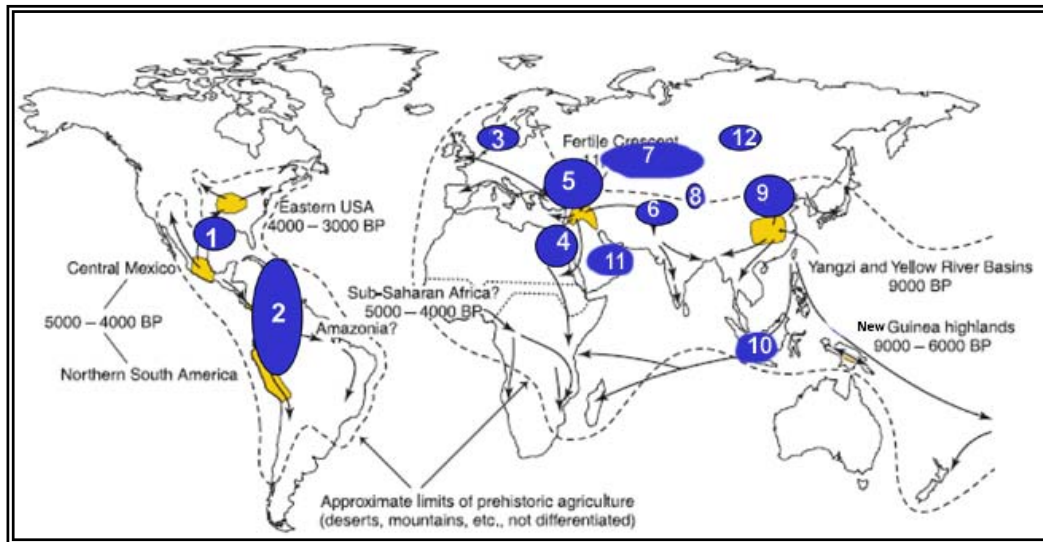 3
12
Fertile Crescent
11
7
5
8
9
Eastern USA
4000 – 3000 BP
6
1
4
11
Central Mexico
Yangzi and Yellow River Basins
9000 BP
Sub-Saharan Africa?
5000 – 4000 BP
2
5000 – 4000 BP
Amazonia?
New Guinea highlands
9000 – 6000 BP
10
Northern South America
Approximate limits of prehistoric agriculture
(deserts, mountains, etc., not differentiated)